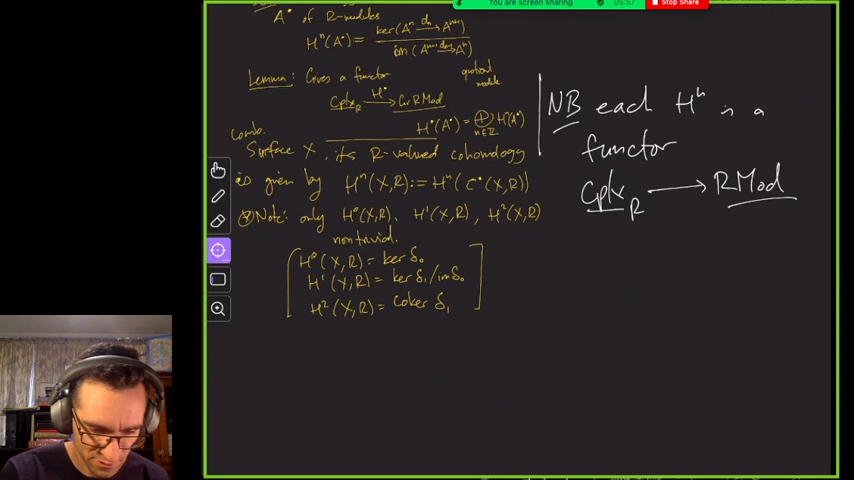 You are screen sharing 05:57 Stop Share
A• of R-modules
Hⁿ(A•) = ker(Aⁿ dₙ→ Aⁿ⁺¹) / im(Aⁿ⁻¹ dₙ₋₁→ Aⁿ)
Lemma: Gives a functor
quotient
module
Cplx_R H•→ GrRMod
H•(A•) = ⊕ n∈ℤ Hⁿ(A•)
comb.
Surface X, its R-valued cohomology
is given by Hⁿ(X,R) := Hⁿ(C•(X,R))
⊛Note: only H⁰(X,R), H¹(X,R), H²(X,R)
nontrivial.
H⁰(X,R) = ker δ₀
H¹(X,R) = ker δ₁/im δ₀
H²(X,R) = coker δ₁
NB each Hⁿ is a
functor
Cplx_R → RMod